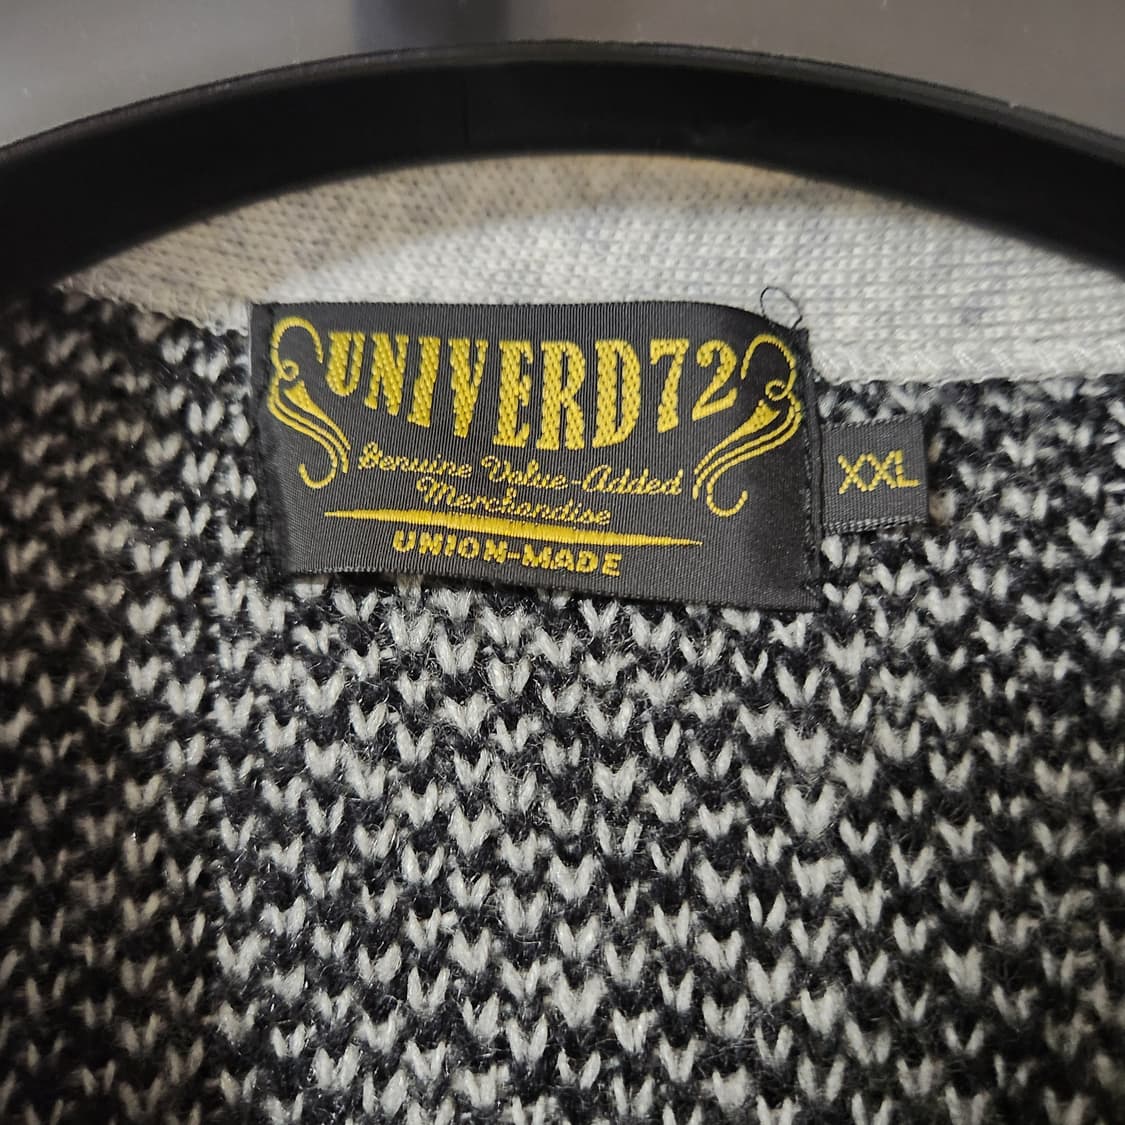 UNIVERD72
Genuine Value-Added
Merchandise
UNION-MADE
XXL